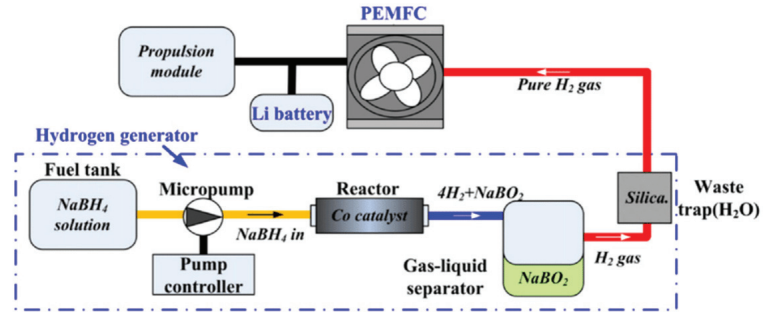 PEMFC
Propulsion
module
Li battery
Pure H₂ gas
Hydrogen generator
Fuel tank
NaBH₄
solution
Micropump
NaBH₄ in
Pump
controller
Reactor
Co catalyst
4H₂+NaBO₂
Gas-liquid
separator
NaBO₂
H₂ gas
Silica.
Waste
trap(H₂O)